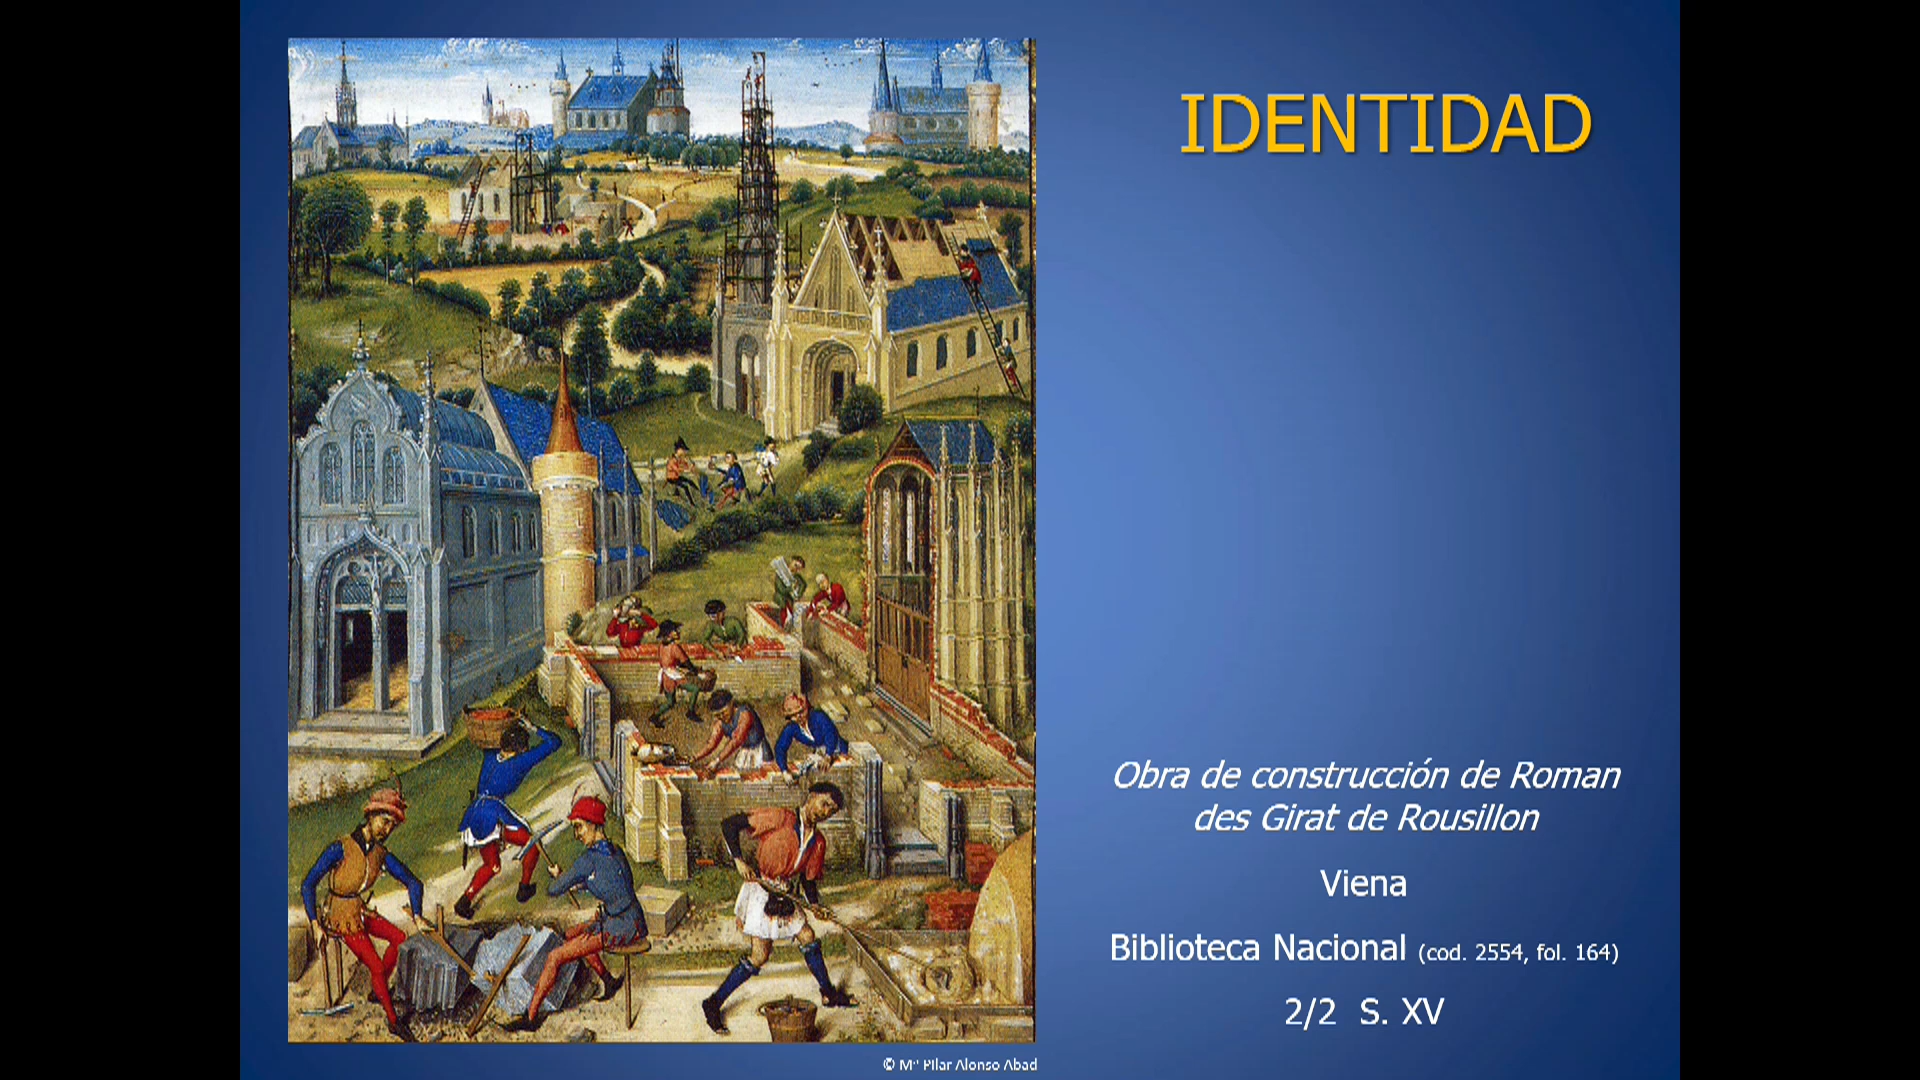 IDENTIDAD
Obra de construcción de Roman
des Girat de Rousillon
Viena
Biblioteca Nacional (cod. 2554, fol. 164)
2/2 S. XV
© Mª Pilar Alonso Abad